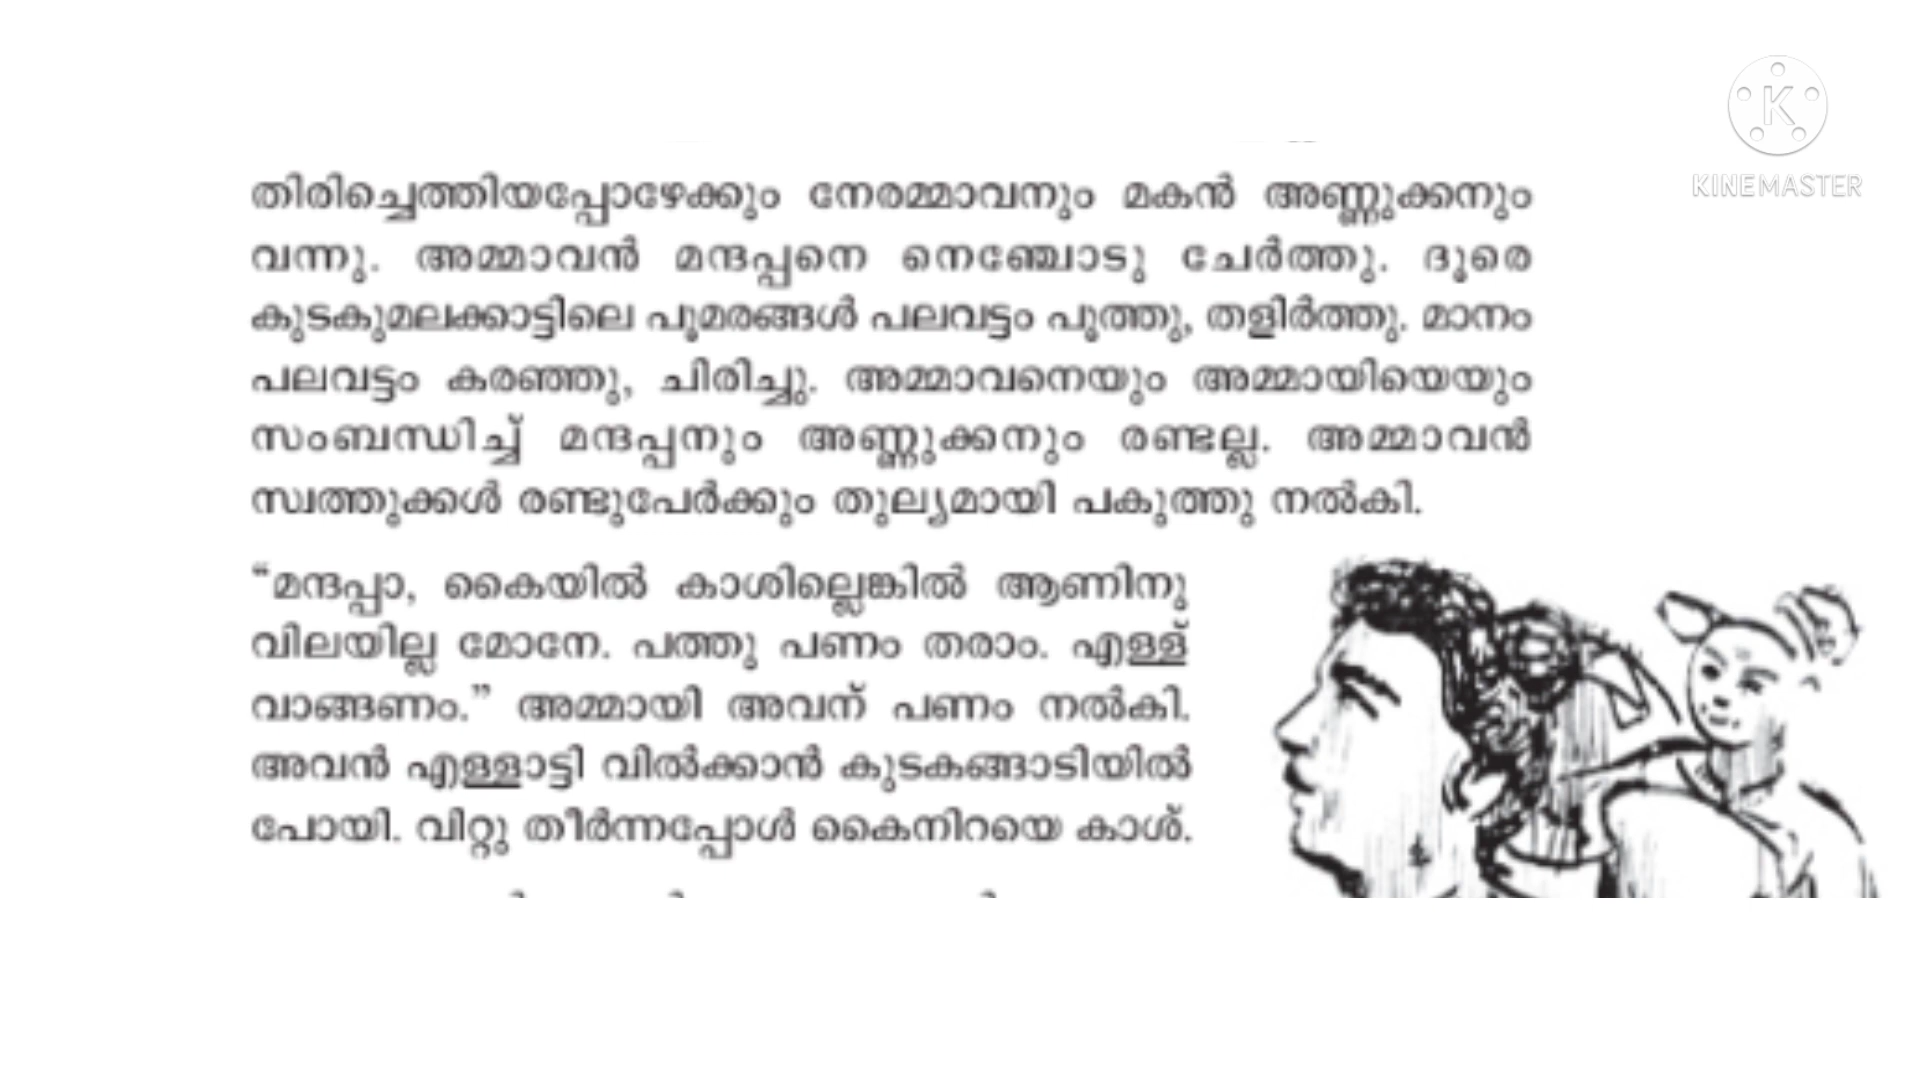 KINEMASTER
തിരിച്ചെത്തിയപ്പോഴേക്കും നേരമ്മാവനും മകൻ അണ്ണുക്കനും
വന്നു. അമ്മാവൻ മന്ദപ്പനെ നെഞ്ചോടു ചേർത്തു. ദൂരെ
കുടകുമലക്കാട്ടിലെ പൂമരങ്ങൾ പലവട്ടം പൂത്തു, തളിർത്തു. മാനം
പലവട്ടം കരഞ്ഞു, ചിരിച്ചു. അമ്മാവനെയും അമ്മായിയെയും
സംബന്ധിച്ച് മന്ദപ്പനും അണ്ണുക്കനും രണ്ടല്ല. അമ്മാവൻ
സ്വത്തുക്കൾ രണ്ടുപേർക്കും തുല്യമായി പകുത്തു നൽകി.
“മന്ദപ്പാ, കൈയിൽ കാശില്ലെങ്കിൽ ആണിനു
വിലയില്ല മോനേ. പത്തു പണം തരാം. എള്ള്
വാങ്ങണം.” അമ്മായി അവന് പണം നൽകി.
അവൻ എള്ളാട്ടി വിൽക്കാൻ കുടകങ്ങാടിയിൽ
പോയി. വിറ്റു തീർന്നപ്പോൾ കൈനിറയെ കാശ്.